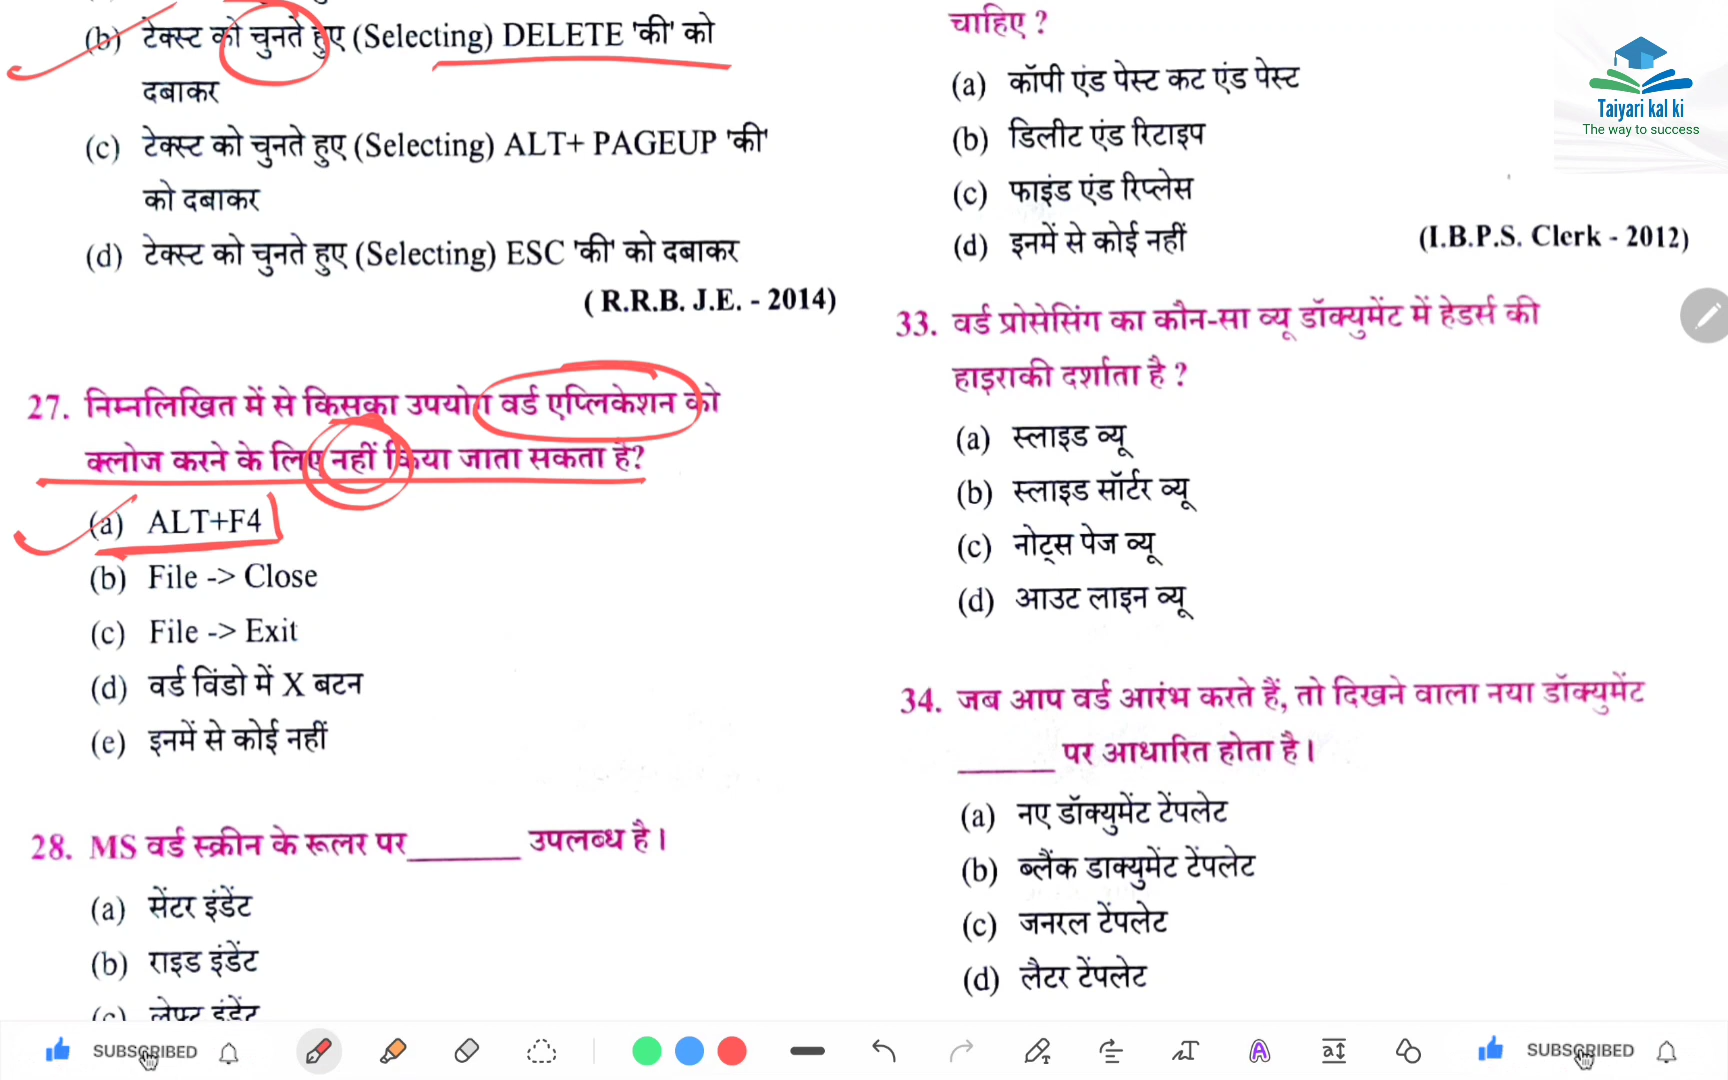 (b) टेक्स्ट को चुनते हुए (Selecting) DELETE 'की' को
दबाकर
(c) टेक्स्ट को चुनते हुए (Selecting) ALT+ PAGEUP 'की'
को दबाकर
(d) टेक्स्ट को चुनते हुए (Selecting) ESC 'की' को दबाकर
( R.R.B. J.E. - 2014)
27. निम्नलिखित में से किसका उपयोग वर्ड एप्लिकेशन को
क्लोज करने के लिए नहीं किया जाता सकता है?
(a) ALT+F4
(b) File -> Close
(c) File -> Exit
(d) वर्ड विंडो में X बटन
(e) इनमें से कोई नहीं
28. MS वर्ड स्क्रीन के रूलर पर______ उपलब्ध है।
(a) सेंटर इंडेंट
(b) राइड इंडेंट
(c) लेफ्ट इंडेंट
चाहिए ?
(a) कॉपी एंड पेस्ट कट एंड पेस्ट
(b) डिलीट एंड रिटाइप
(c) फाइंड एंड रिप्लेस
(d) इनमें से कोई नहीं
(I.B.P.S. Clerk - 2012)
33. वर्ड प्रोसेसिंग का कौन-सा व्यू डॉक्युमेंट में हेडर्स की
हाइराकी दर्शाता है ?
(a) स्लाइड व्यू
(b) स्लाइड सॉर्टर व्यू
(c) नोट्स पेज व्यू
(d) आउट लाइन व्यू
34. जब आप वर्ड आरंभ करते हैं, तो दिखने वाला नया डॉक्युमेंट
______ पर आधारित होता है।
(a) नए डॉक्युमेंट टेंपलेट
(b) ब्लैंक डाक्युमेंट टेंपलेट
(c) जनरल टेंपलेट
(d) लैटर टेंपलेट
Taiyari kal ki
The way to success
SUBSCRIBED
SUBSCRIBED